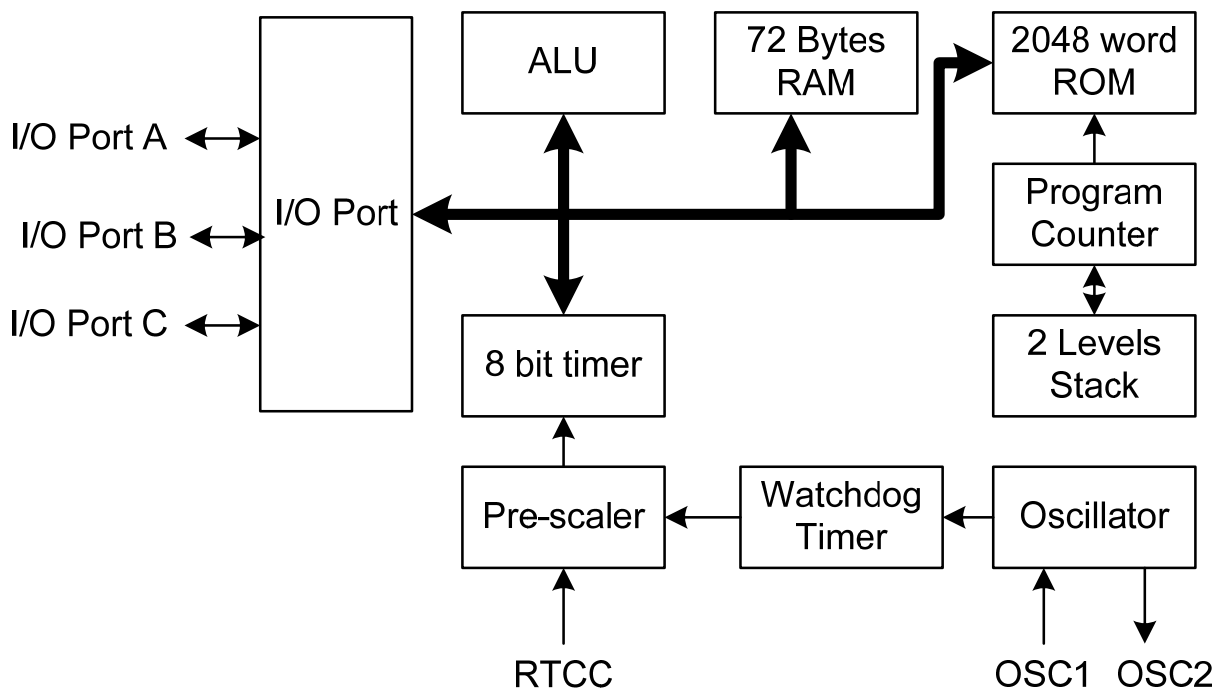 ALU
72 Bytes
RAM
2048 word
ROM
I/O Port A
I/O Port B
I/O Port C
I/O Port
Program
Counter
8 bit timer
2 Levels
Stack
Pre-scaler
Watchdog
Timer
Oscillator
RTCC
OSC1
OSC2